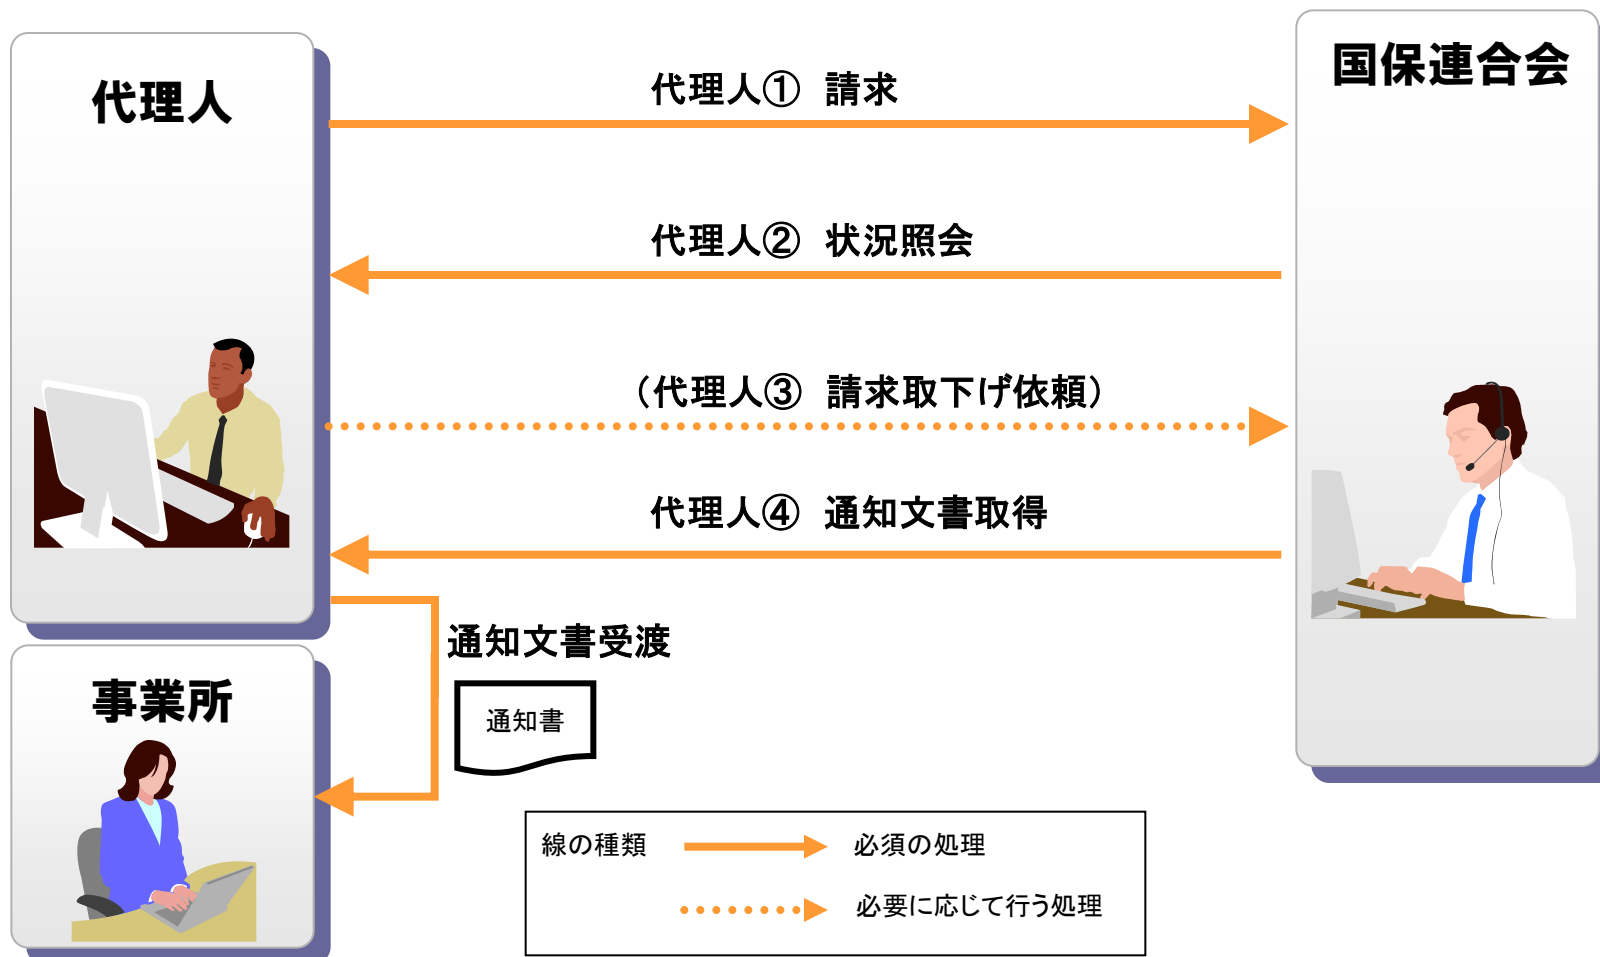 代理人
国保連合会
代理人① 請求
代理人② 状況照会
（代理人③ 請求取下げ依頼）
代理人④ 通知文書取得
通知文書受渡
通知書
事業所
線の種類
必須の処理
必要に応じて行う処理